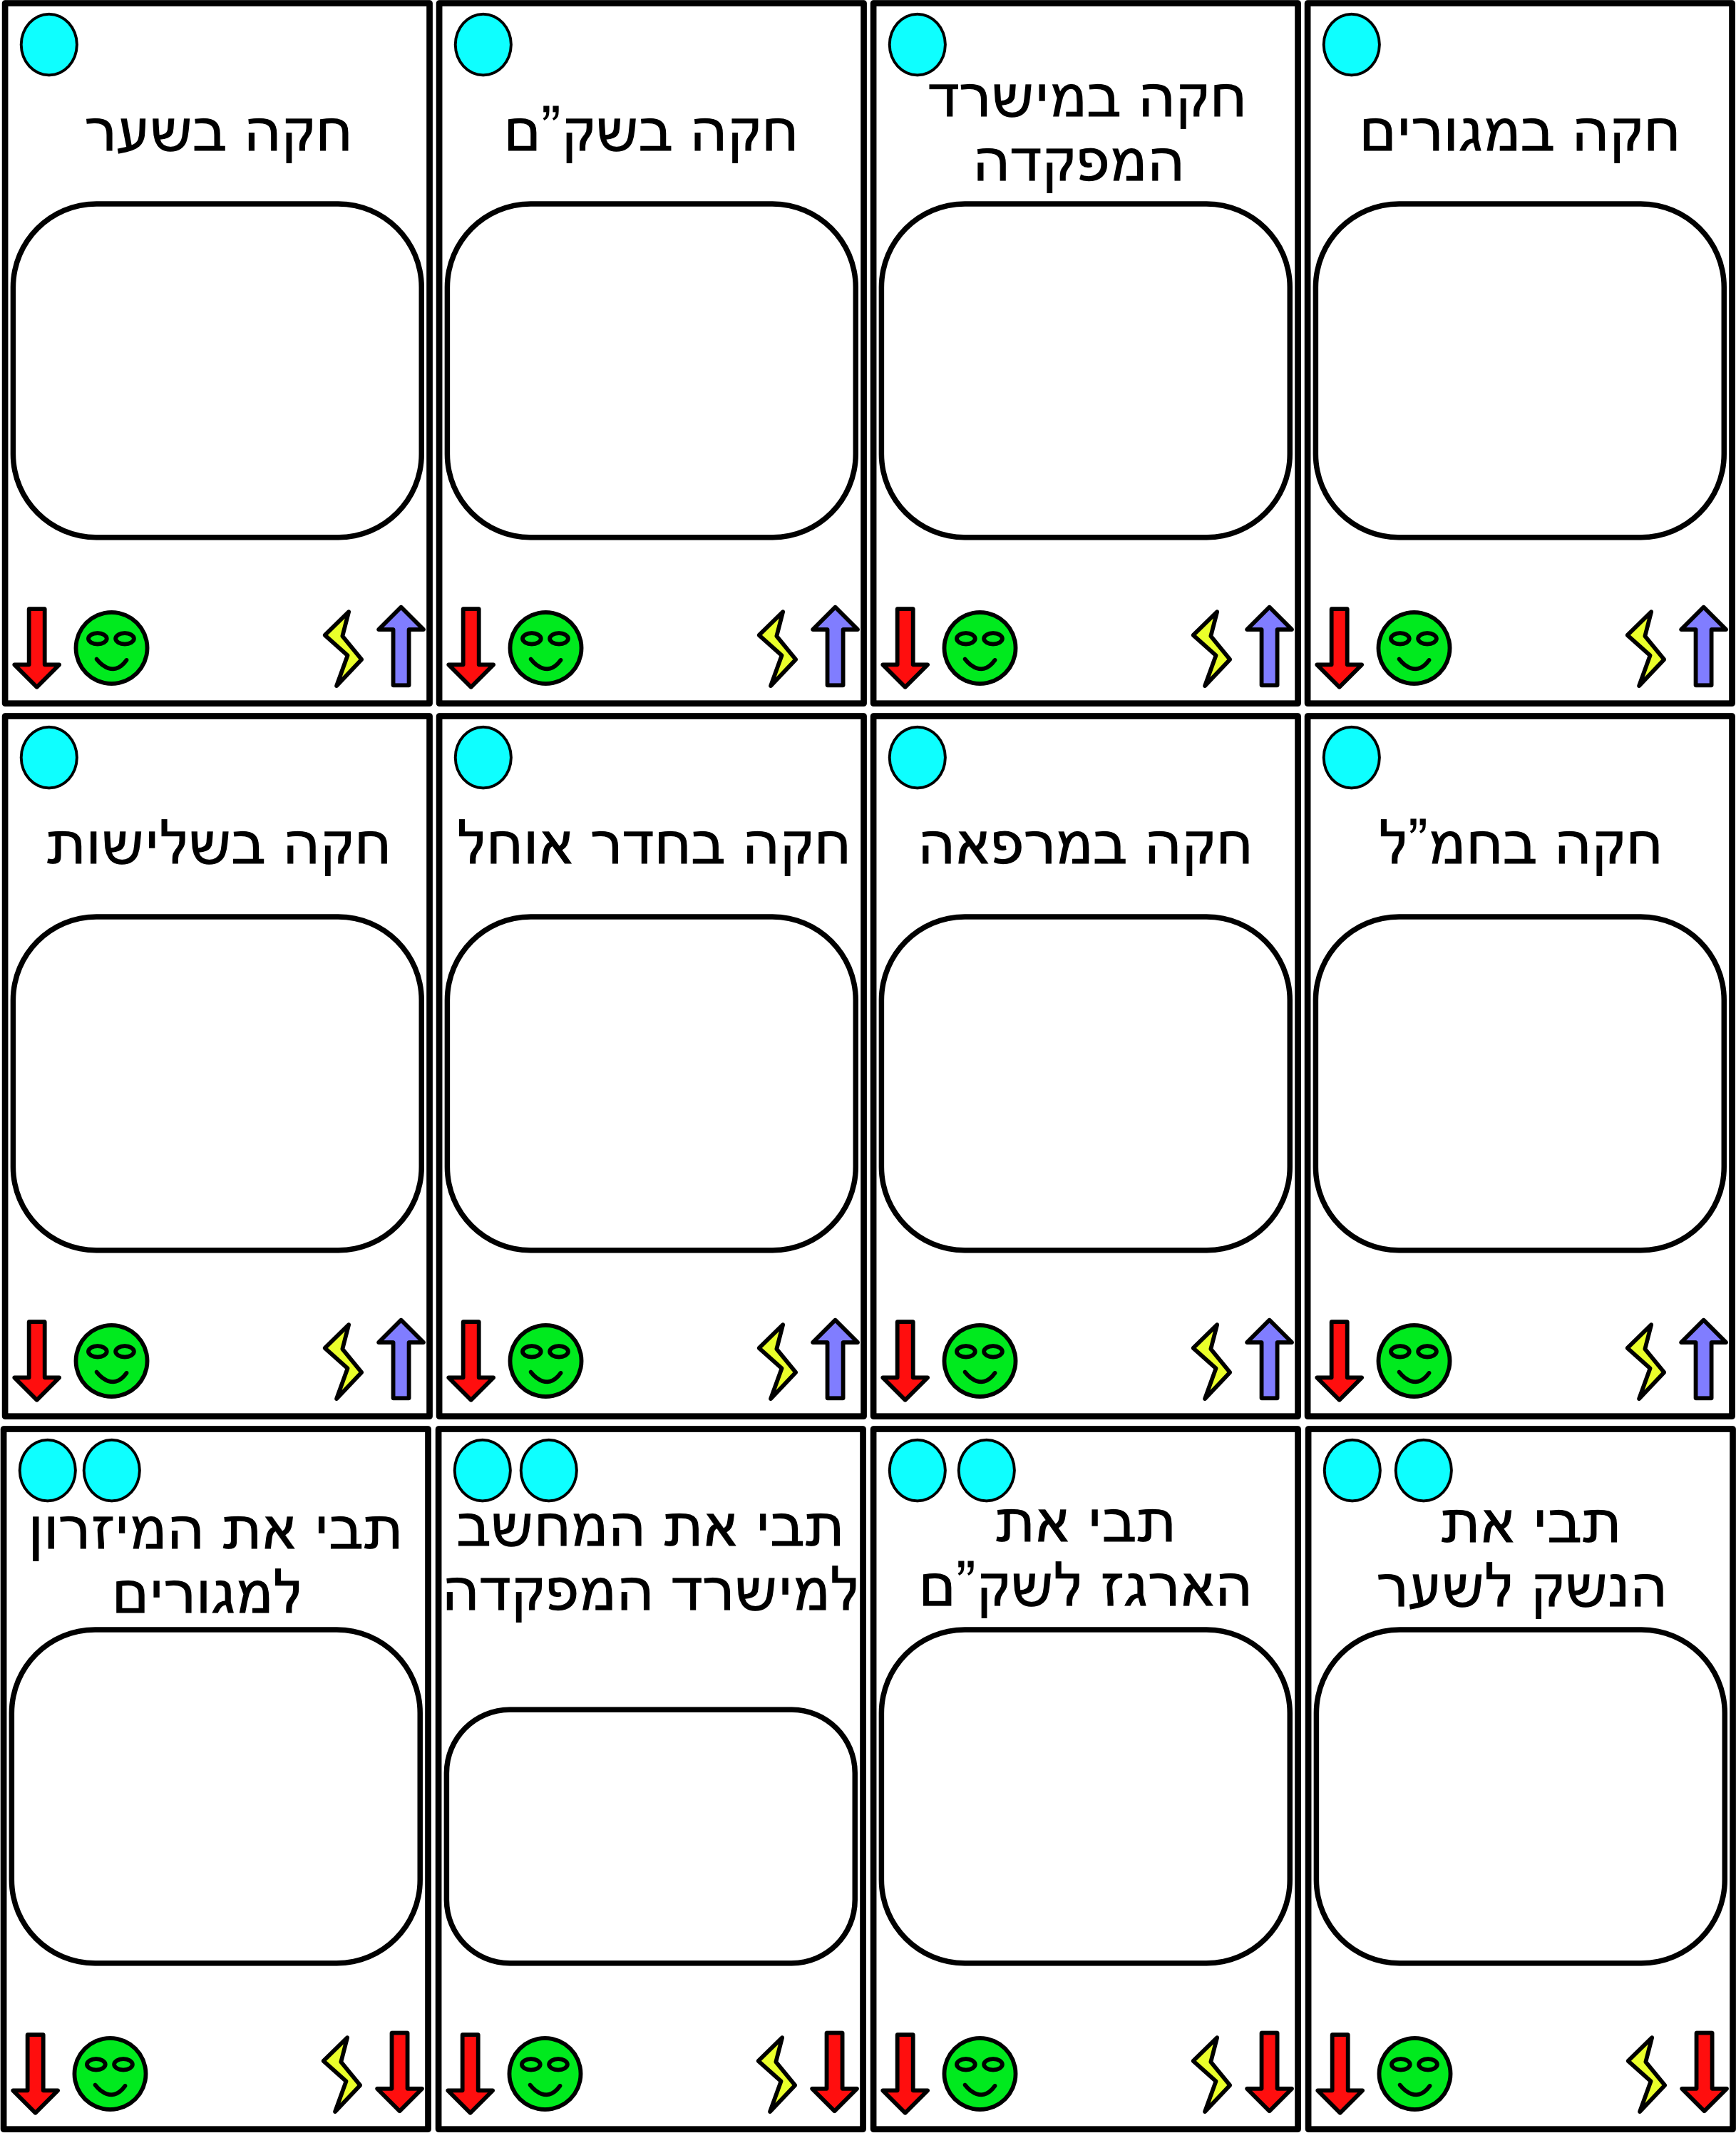 חקה במגורים
חקה במישרד
המפקדה
חקה בשק”ם
חקה בשער
חקה בחמ”ל
חקה במרפאה
חקה בחדר אוחל
חקה בשלישות
תבי את
הנשק לשער
תבי את
הארגז לשק”ם
תבי את המחשב
למישרד המפקדה
תבי את המיזרון
למגורים